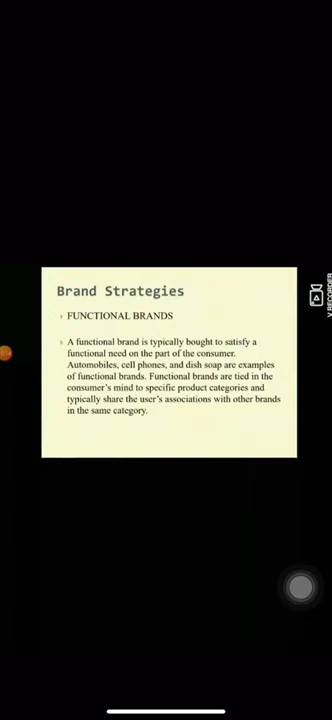 Brand Strategies
FUNCTIONAL BRANDS
A functional brand is typically bought to satisfy a
functional need on the part of the consumer.
Automobiles, cell phones, and dish soap are examples
of functional brands. Functional brands are tied in the
consumer's mind to specific product categories and
typically share the user's associations with other brands
in the same category.
V RECORDER